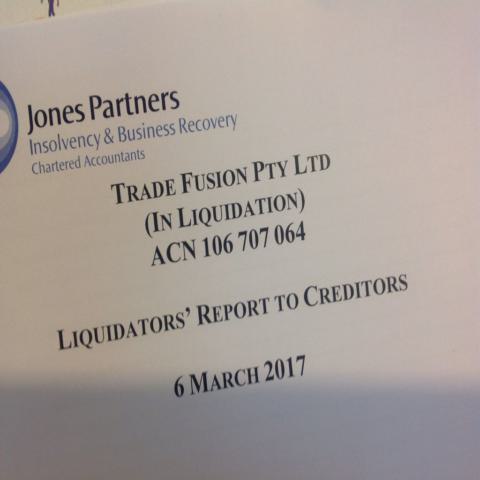 Jones Partners
Insolvency & Business Recovery
Chartered Accountants
TRADE FUSION PTY LTD
(IN LIQUIDATION)
ACN 106 707 064
LIQUIDATORS' REPORT TO CREDITORS
6 MARCH 2017